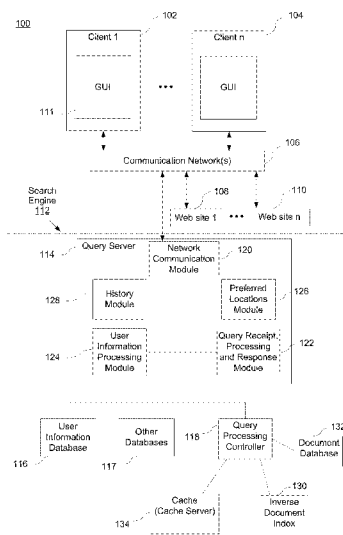 100
102
104
Client 1
Client n
GUI
•••
GUI
111
106
Communication Network(s)
108
110
Search
Engine
112
Web site 1 ••• Web site n
114
Query Server
Network
Communication
Module
120
128
History
Module
Preferred
Locations
Module
126
124
User
Information
Processing
Module
Query Receipt,
Processing
and Response
Module
122
132
User
Information
Database
Other
Databases
118
Query
Processing
Controller
Document
Database
116
117
130
Cache
(Cache Server)
Inverse
Document
Index
134